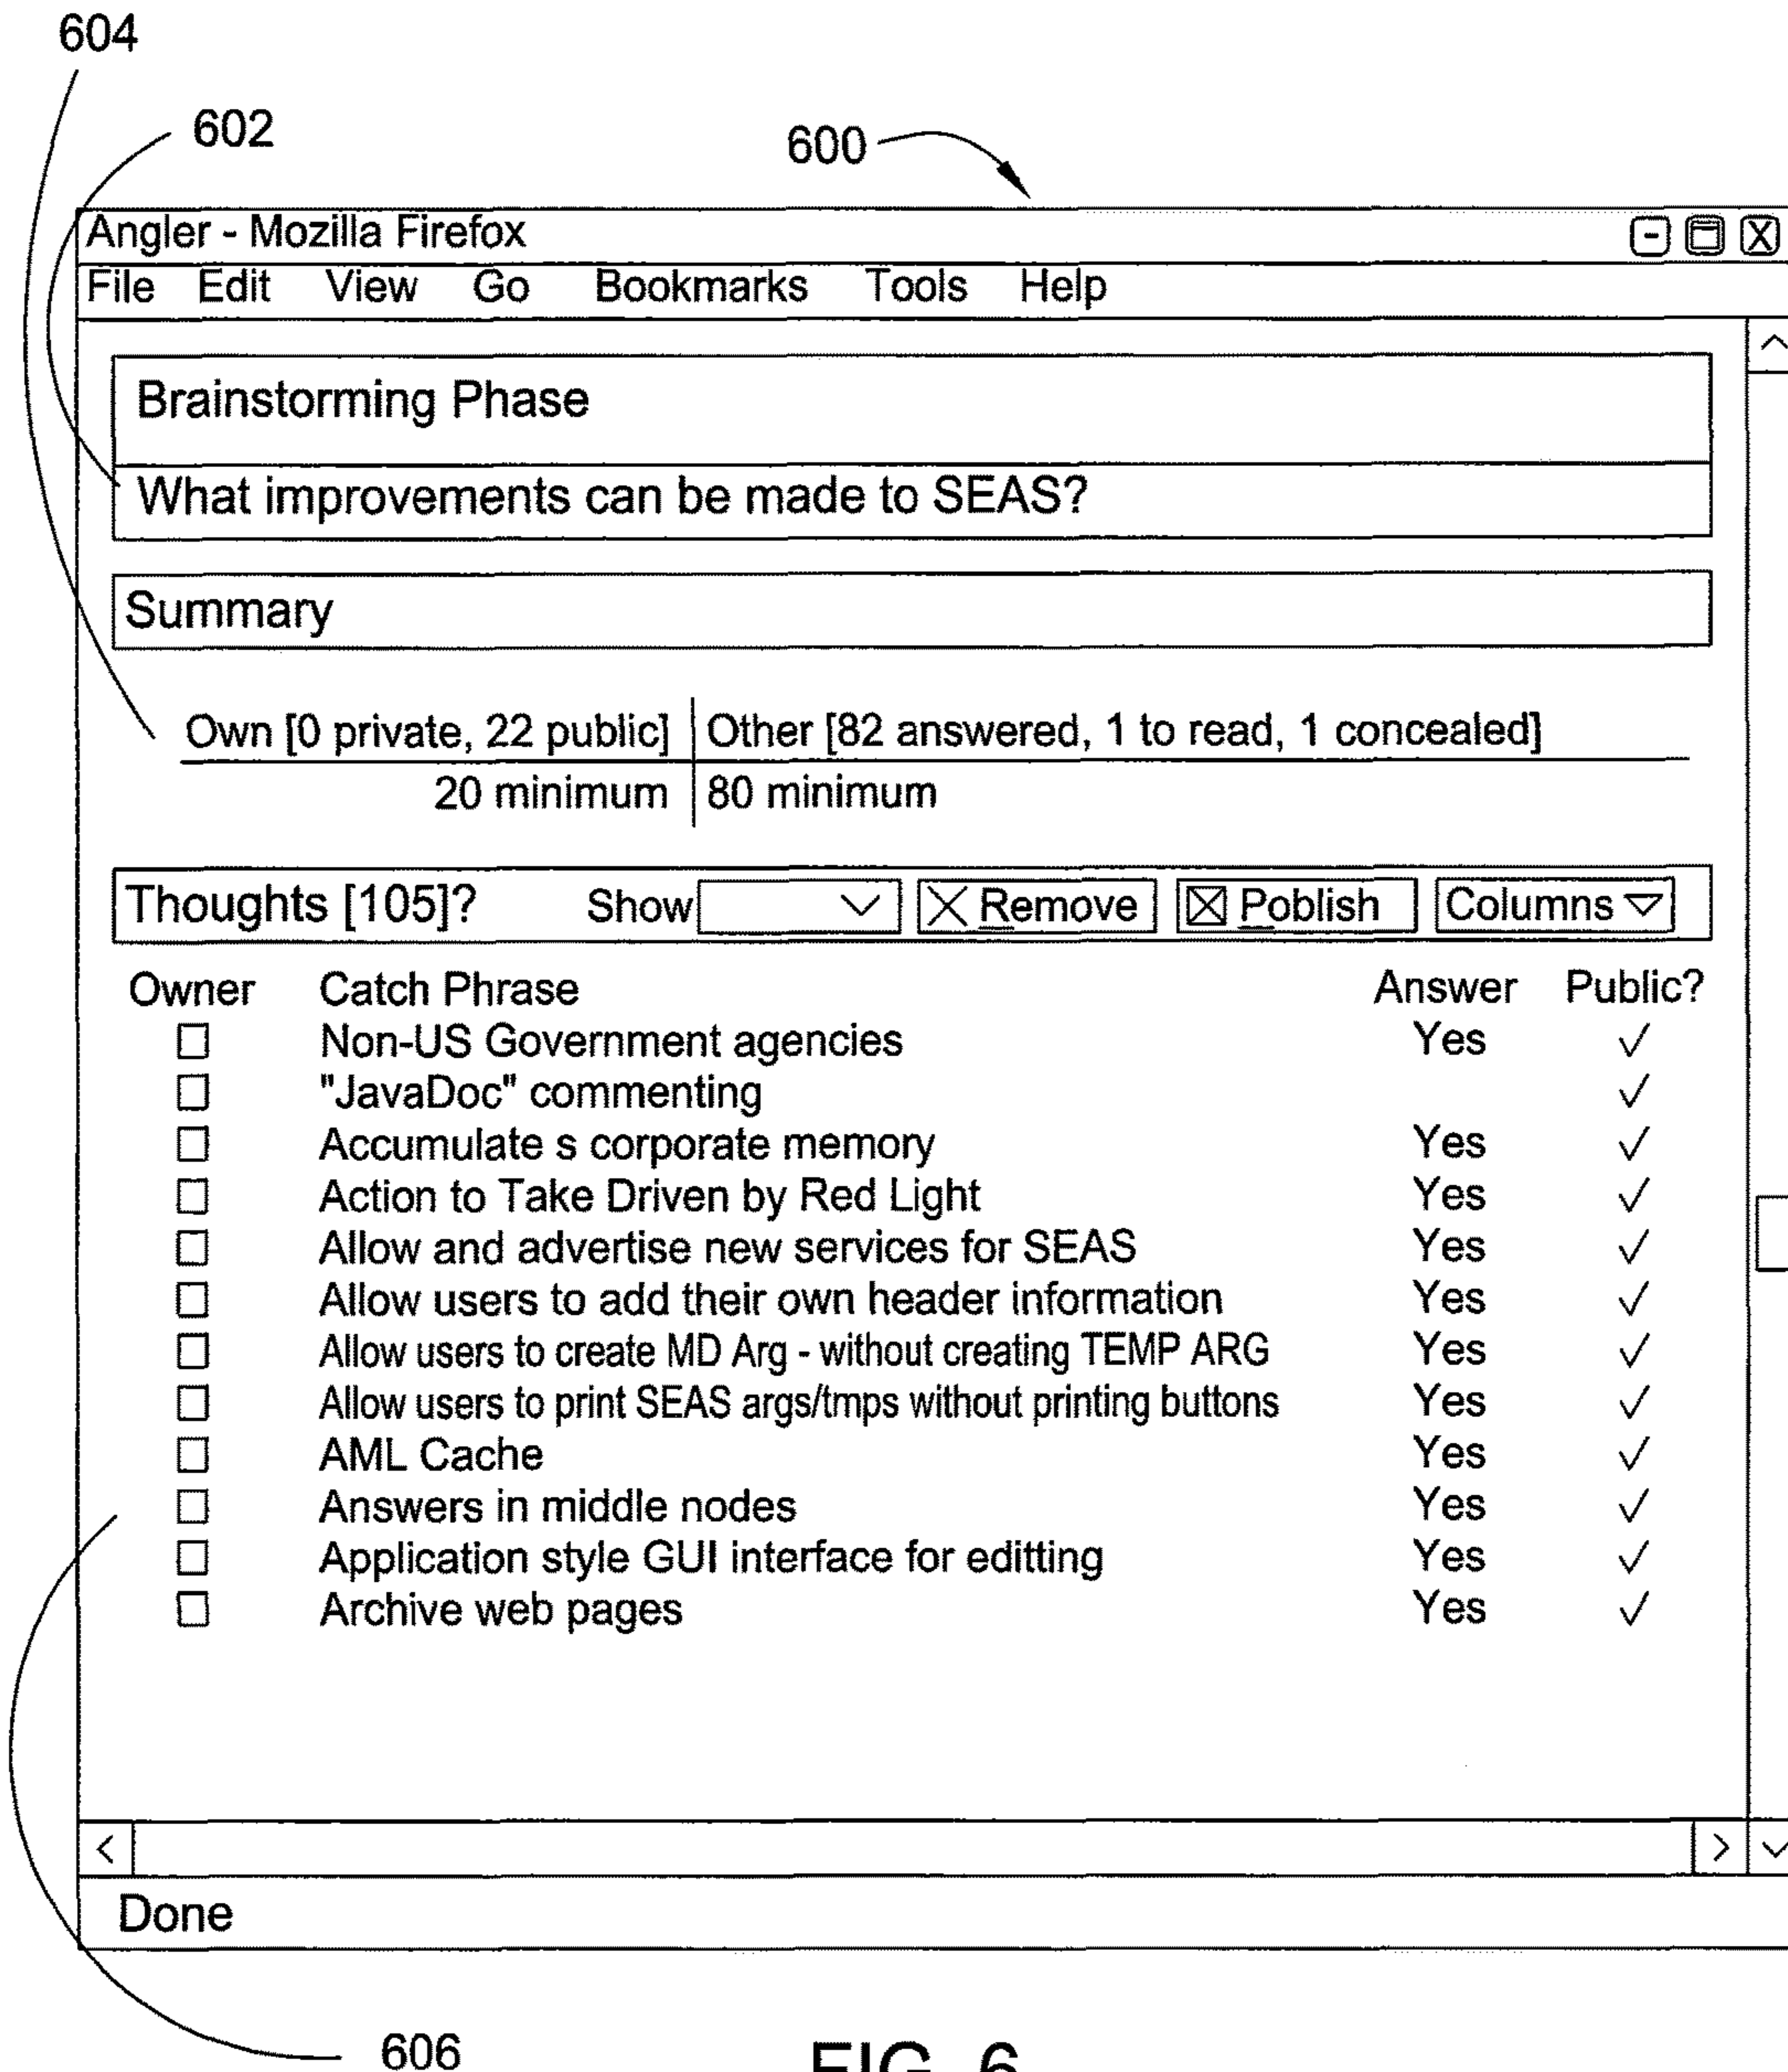 604
602
600
Angler - Mozilla Firefox
File Edit View Go Bookmarks Tools Help
Brainstorming Phase
What improvements can be made to SEAS?
Summary
Own [0 private, 22 public] Other [82 answered, 1 to read, 1 concealed]
20 minimum 80 minimum
Thoughts [105]? Show Remove Poblish Columns
Owner Catch Phrase Answer Public?
Non-US Government agencies Yes
"JavaDoc" commenting
Accumulate s corporate memory Yes
Action to Take Driven by Red Light Yes
Allow and advertise new services for SEAS Yes
Allow users to add their own header information Yes
Allow users to create MD Arg - without creating TEMP ARG Yes
Allow users to print SEAS args/tmps without printing buttons Yes
AML Cache Yes
Answers in middle nodes Yes
Application style GUI interface for editting Yes
Archive web pages Yes
Done
606
FIG. 6